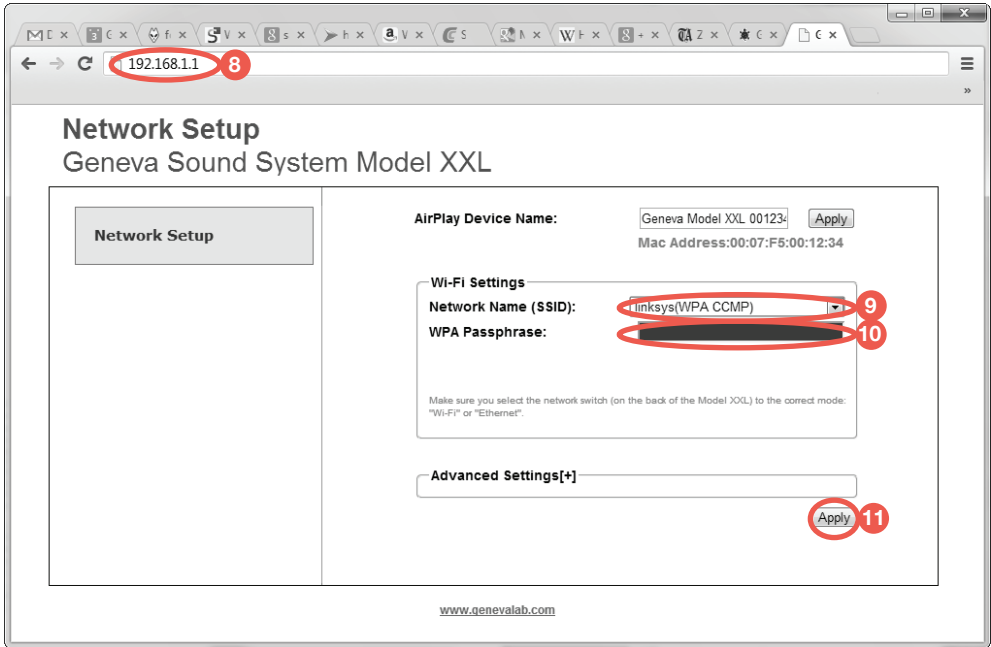 192.168.1.1
8
»
Network Setup
Geneva Sound System Model XXL
Network Setup
AirPlay Device Name:
Geneva Model XXL 001234
Apply
Mac Address:00:07:F5:00:12:34
Wi-Fi Settings
Network Name (SSID):
linksys(WPA CCMP)
9
WPA Passphrase:
10
Make sure you select the network switch (on the back of the Model XXL) to the correct mode:
"Wi-Fi" or "Ethernet".
Advanced Settings[+]
Apply
11
www.genevalab.com